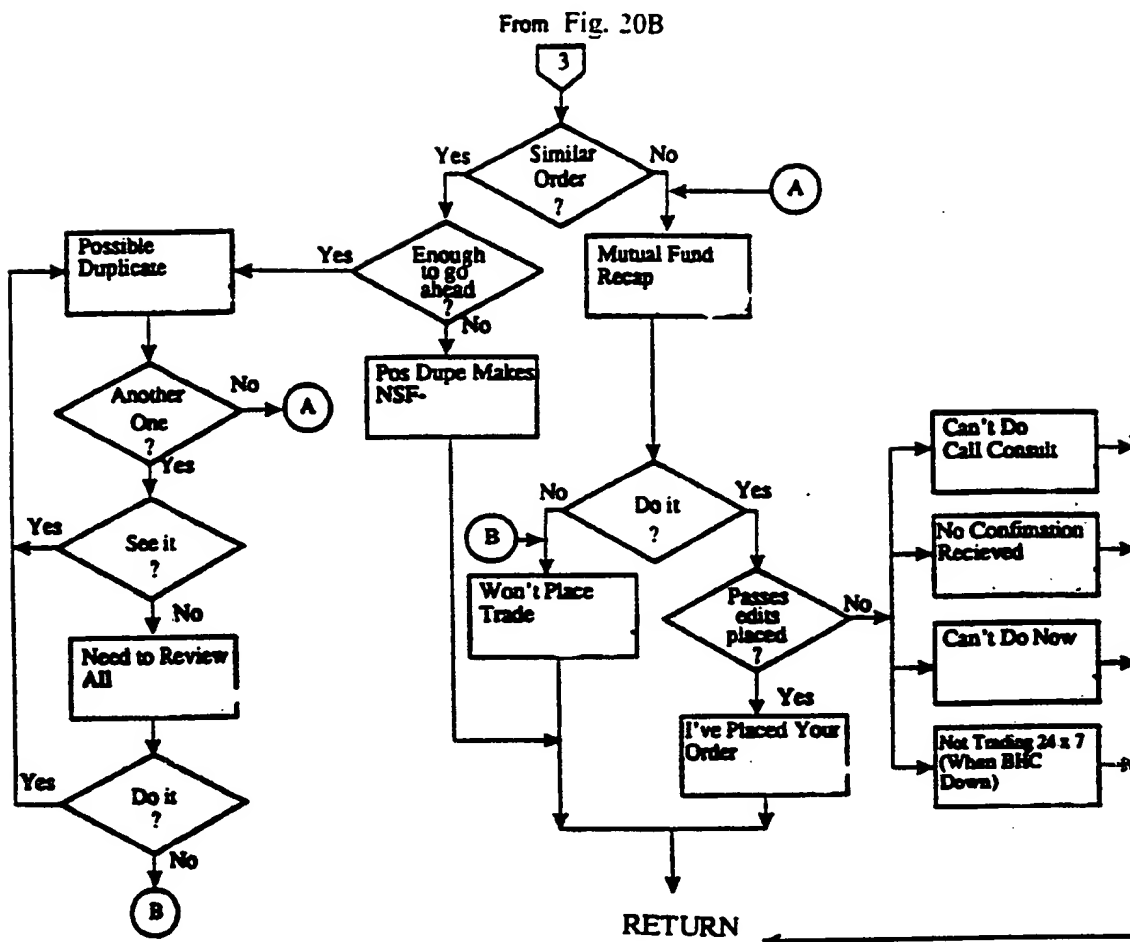 From Fig. 20B
3
Yes
Similar
Order
?
No
A
Possible
Duplicate
Yes
Enough
to go
ahead
?
No
Mutual Fund
Recap
Another
One
?
No
A
Yes
Pos Dupe Makes
NSF-
Can't Do
Call Consult
No
Do it
?
Yes
B
Yes
See it
?
No
No Confimation
Recieved
Won't Place
Trade
Passes
edits
placed
?
No
Yes
Can't Do Now
Need to Review
All
I've Placed Your
Order
Not Trading 24 x 7
(When BHC
Down)
Yes
Do it
?
No
B
RETURN